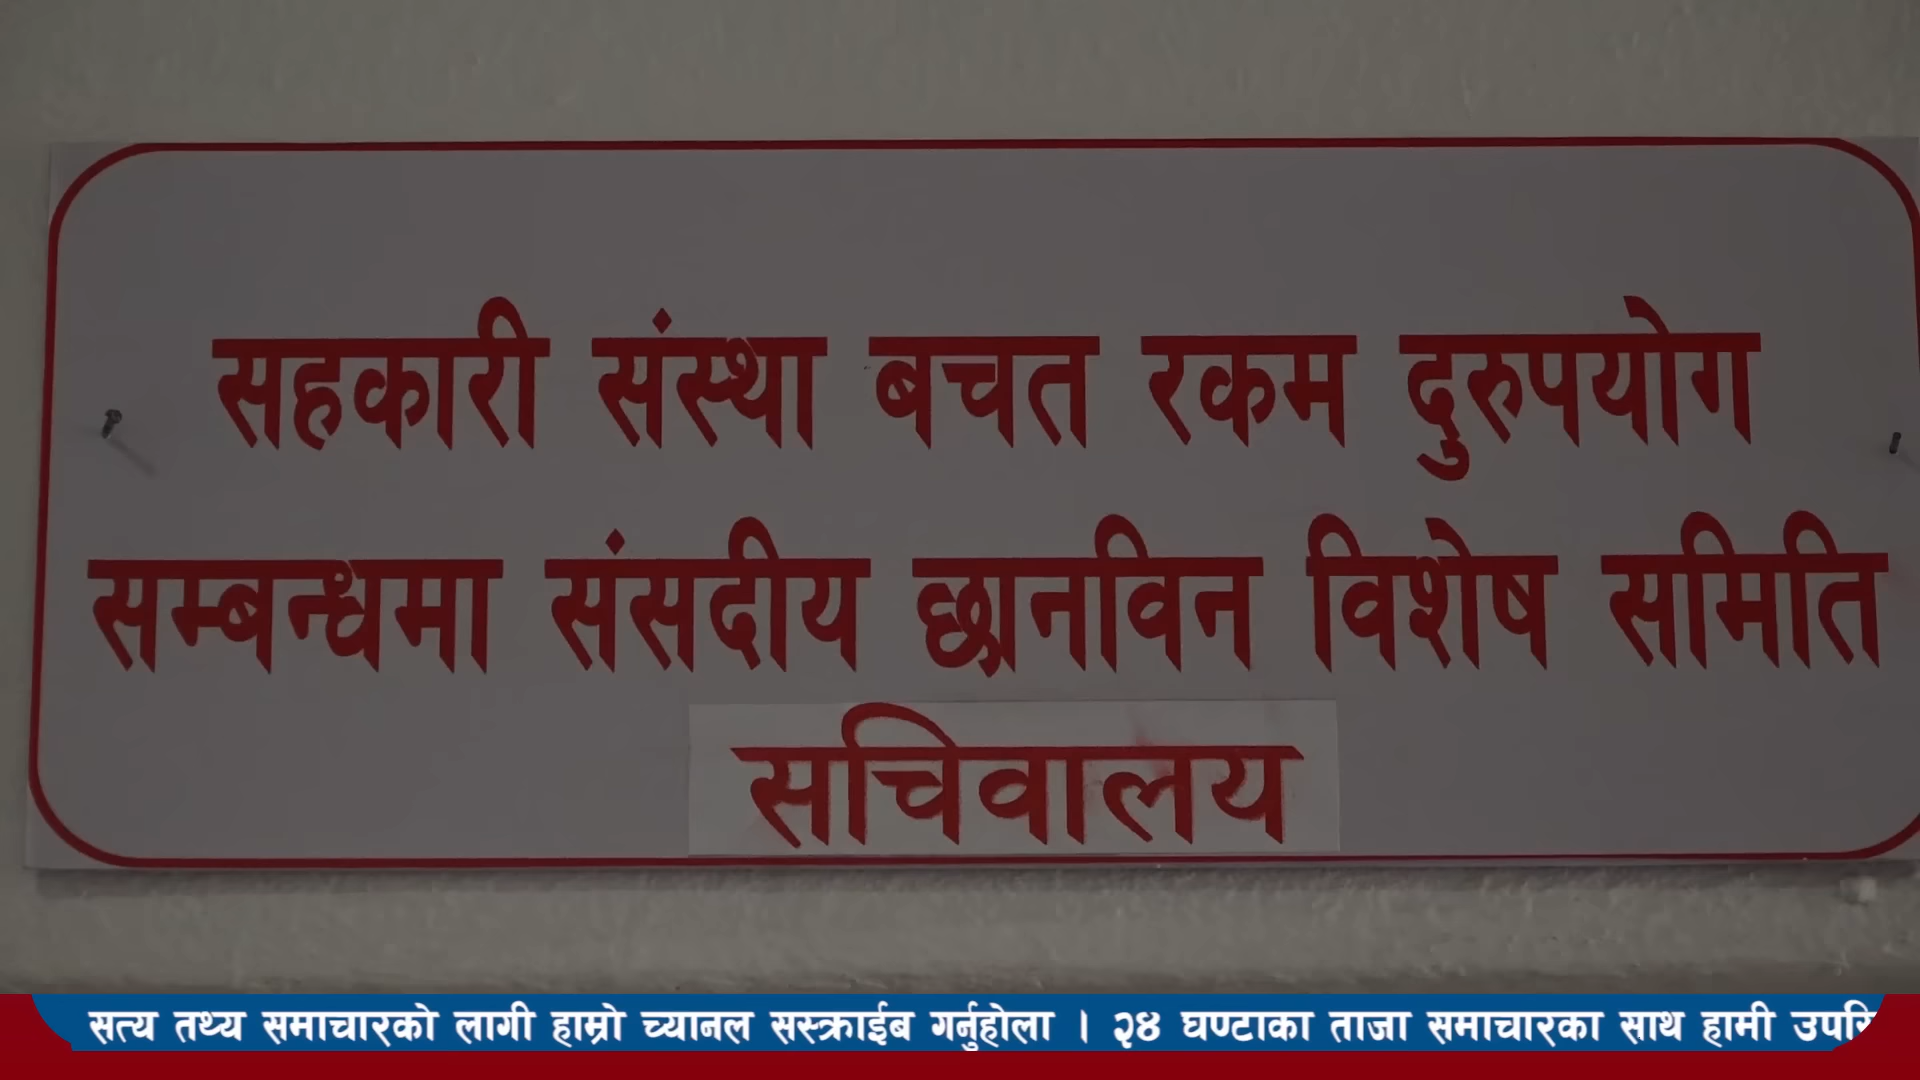 सहकारी संस्था बचत रकम दुरुपयोग
सम्बन्धमा संसदीय छानविन विशेष समिति
सचिवालय
सत्य तथ्य समाचारको लागी हाम्रो च्यानल सस्क्राईब गर्नुहोला । २४ घण्टाका ताजा समाचारका साथ हामी